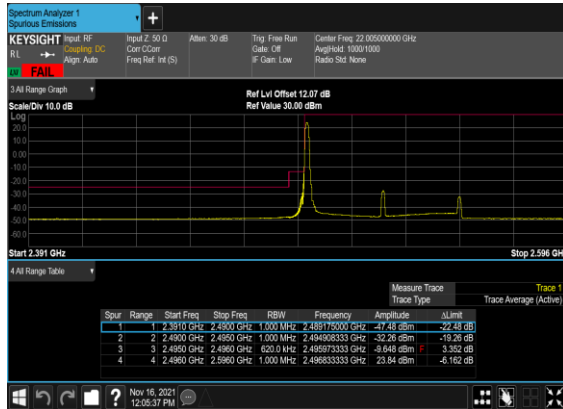 Spectrum Analyzer 1
Spurious Emissions
+
KEYSIGHT
RL
Input: RF
Coupling: DC
Align: Auto
Input Z: 50 Ω
Corr CCorr
Freq Ref: Int (S)
Atten: 30 dB
Trig: Free Run
Gate: Off
IF Gain: Low
Center Freq: 22.005000000 GHz
Avg|Hold: 1000/1000
Radio Std: None
FAIL
3 All Range Graph
Scale/Div 10.0 dB
Ref Lvl Offset 12.07 dB
Ref Value 30.00 dBm
Log
20.0
10.0
0.00
-10.0
-20.0
-30.0
-40.0
-50.0
-60.0
Start 2.391 GHz
Stop 2.596 GH
4 All Range Table
Measure Trace Trace 1
Trace Type Trace Average (Active)
Spur Range Start Freq Stop Freq RBW Frequency Amplitude ΔLimit
1 1 2.3910 GHz 2.4900 GHz 1.000 MHz 2.489175000 GHz -47.48 dBm -22.48 dB
2 2 2.4900 GHz 2.4950 GHz 1.000 MHz 2.494908333 GHz -32.26 dBm -19.26 dB
3 3 2.4950 GHz 2.4960 GHz 620.0 kHz 2.495973333 GHz -9.648 dBm F 3.352 dB
4 4 2.4960 GHz 2.5960 GHz 1.000 MHz 2.496833333 GHz 23.84 dBm -6.162 dB
?
Nov 16, 2021
12:05:37 PM